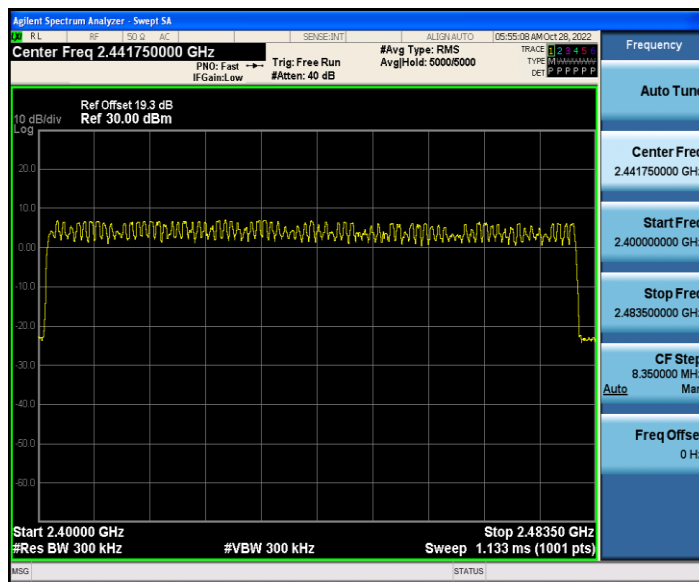 Agilent Spectrum Analyzer - Swept SA
RL RF 50 Ω AC SENSE:INT ALIGNAUTO 05:55:08 AM Oct 28, 2022
Center Freq 2.441750000 GHz
PNO: Fast
IFGain:Low
Trig: Free Run
#Atten: 40 dB
#Avg Type: RMS
Avg|Hold: 5000/5000
TRACE 1 2 3 4 5 6
TYPE MWWWWW
DET P P P P P P
Ref Offset 19.3 dB
10 dB/div Ref 30.00 dBm
Log
20.0
10.0
0.00
-10.0
-20.0
-30.0
-40.0
-50.0
-60.0
Start 2.40000 GHz Stop 2.48350 GHz
#Res BW 300 kHz #VBW 300 kHz Sweep 1.133 ms (1001 pts)
MSG STATUS
Frequency
Auto Tune
Center Freq
2.441750000 GHz
Start Freq
2.400000000 GHz
Stop Freq
2.483500000 GHz
CF Step
8.350000 MHz
Auto Man
Freq Offset
0 Hz